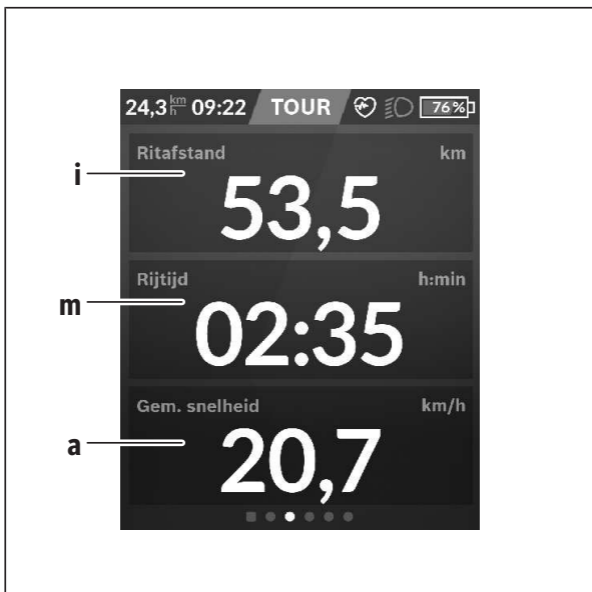 24,3 km/h 09:22 TOUR 76%
Ritafstand km
i
53,5
Rijtijd h:min
m
02:35
Gem. snelheid km/h
a
20,7